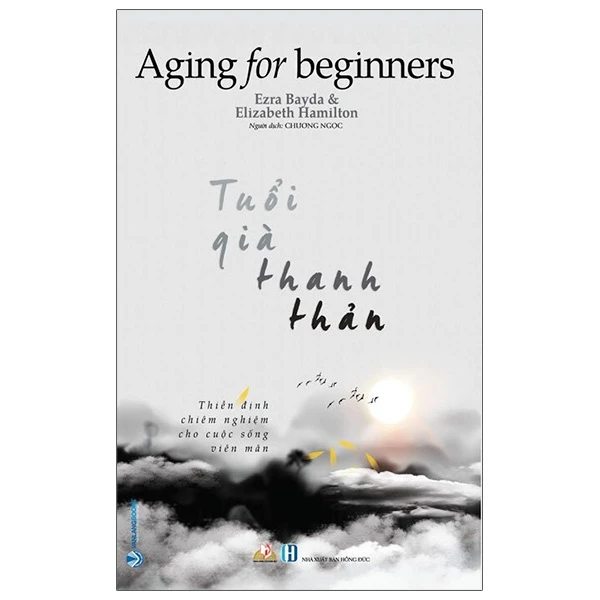 Aging for beginners
Ezra Bayda &
Elizabeth Hamilton
Người dịch: CHƯƠNG NGỌC
Tuổi
già
thanh
thản
Thiền định
chiêm nghiệm
cho cuộc sống
viên mãn
VANLANGBOOKS
NHÀ XUẤT BẢN HỒNG ĐỨC